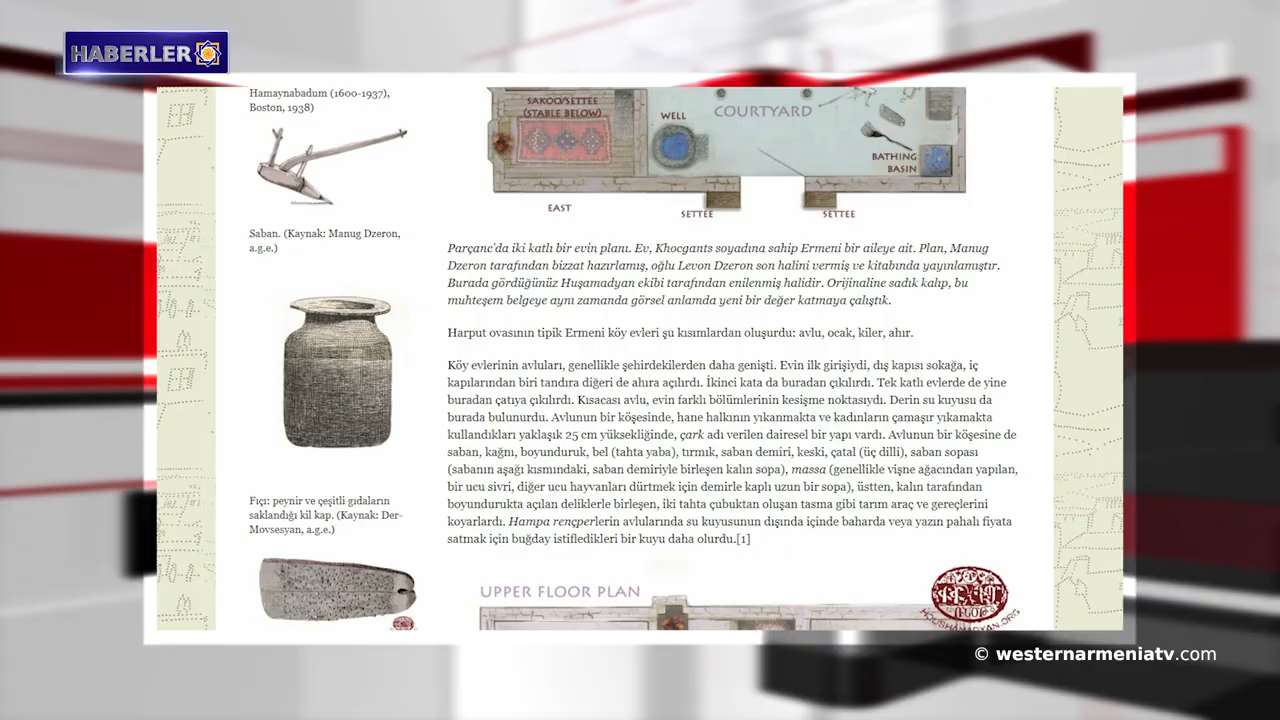 HABERLER
Hamaynabadum (1600-1937),
Boston, 1938)
Saban. (Kaynak: Manug Dzeron,
a.g.e.)
Fıçı: peynir ve çeşitli gıdaların
saklandığı kil kap. (Kaynak: Der-
Movsesyan, a.g.e.)
SAKOO/SETTEE
(STABLE BELOW)
WELL
COURTYARD
BATHING
BASIN
EAST
SETTEE
SETTEE
Parçanc'da iki katlı bir evin planı. Ev, Khocgants soyadına sahip Ermeni bir aileye ait. Plan, Manug
Dzeron tarafından bizzat hazırlamış, oğlu Levon Dzeron son halini vermiş ve kitabında yayınlamıştır.
Burada gördüğünüz Huşamadyan ekibi tarafından enilenmiş halidir. Orijinaline sadık kalıp, bu
muhteşem belgeye aynı zamanda görsel anlamda yeni bir değer katmaya çalıştık.
Harput ovasının tipik Ermeni köy evleri şu kısımlardan oluşurdu: avlu, ocak, kiler, ahır.
Köy evlerinin avluları, genellikle şehirdekilerden daha genişti. Evin ilk girişiydi, dış kapısı sokağa, iç
kapılarından biri tandıra diğeri de ahıra açılırdı. İkinci kata da buradan çıkılırdı. Tek katlı evlerde de yine
buradan çatıya çıkılırdı. Kısacası avlu, evin farklı bölümlerinin kesişme noktasıydı. Derin su kuyusu da
burada bulunurdu. Avlunun bir köşesinde, hane halkının yıkanmakta ve kadınların çamaşır yıkamakta
kullandıkları yaklaşık 25 cm yüksekliğinde, çark adı verilen dairesel bir yapı vardı. Avlunun bir köşesine de
saban, kağnı, boyunduruk, bel (tahta yaba), tırmık, saban demiri, keski, çatal (üç dilli), saban sopası
(sabanın aşağı kısmındaki, saban demiriyle birleşen kalın sopa), massa (genellikle vişne ağacından yapılan,
bir ucu sivri, diğer ucu hayvanları dürtmek için demirle kaplı uzun bir sopa), üstten, kalın tarafından
boyundurukta açılan deliklerle birleşen, iki tahta çubuktan oluşan tasma gibi tarım araç ve gereçlerini
koyarlardı. Hampa rençperlerin avlularında su kuyusunun dışında içinde baharda veya yazın pahalı fiyata
satmak için buğday istifledikleri bir kuyu daha olurdu.[1]
UPPER FLOOR PLAN
HOUSHAMADYAN.ORG
© westernarmeniatv.com